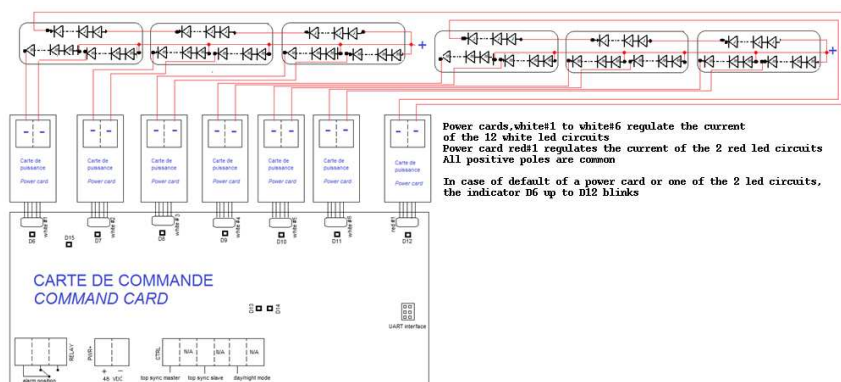 +
+
- -
- -
- -
- -
- -
- -
- -
Carte de
puissance
Power card
Carte de
puissance
Power card
Carte de
puissance
Power card
Carte de
puissance
Power card
Carte de
puissance
Power card
Carte de
puissance
Power card
Carte de
puissance
Power card
Power cards,white#1 to white#6 regulate the current
of the 12 white led circuits
Power card red#1 regulates the current of the 2 red led circuits
All positive poles are common
In case of default of a power card or one of the 2 led circuits,
the indicator D6 up to D12 blinks
white #1
white #2
white # 3
white #4
white #5
white #6
red #1
D6
D15
D7
D8
D9
D10
D11
D12
CARTE DE COMMANDE
COMMAND CARD
D13
D14
UART interface
RELAY
alarm position
PWR+
+ -
48 VDC
CTRL
N/A
N/A
N/A
top sync master
top sync slave
day/night mode